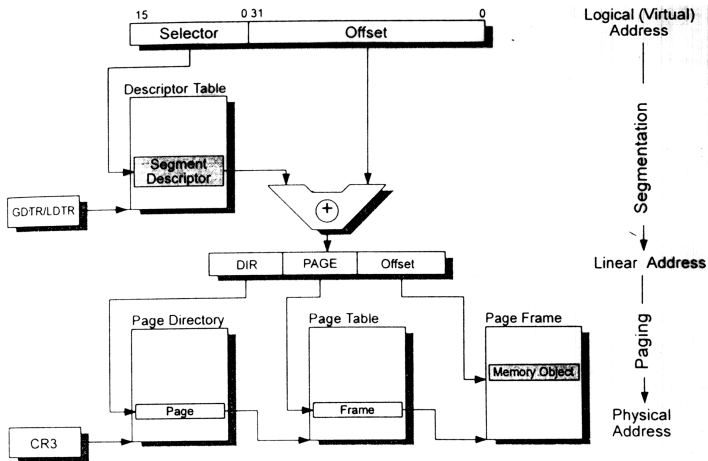 15 0 31 0
Selector Offset
Logical (Virtual)
Address
Descriptor Table
Segment
Descriptor
GDTR/LDTR
+
Segmentation
DIR PAGE Offset
Linear Address
Page Directory Page Table Page Frame
Memory Object
Page Frame
Paging
Physical
Address
CR3